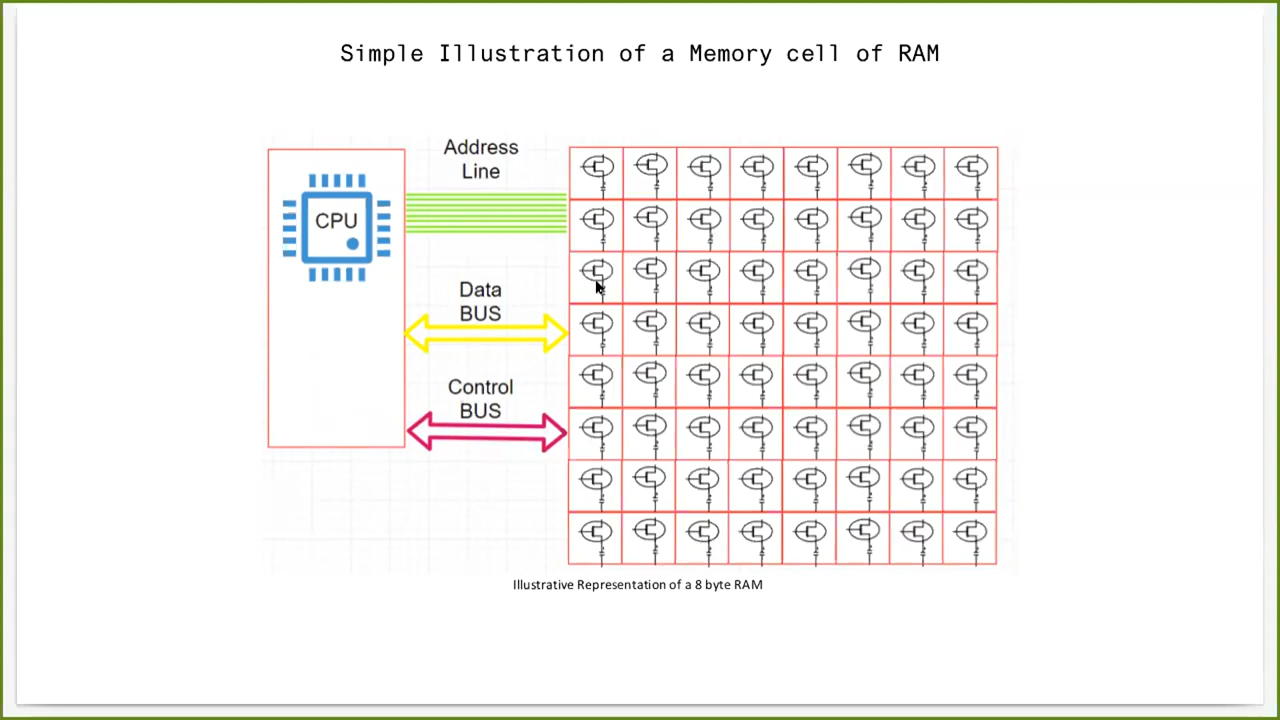 Simple Illustration of a Memory cell of RAM
Address
Line
CPU
Data
BUS
Control
BUS
Illustrative Representation of a 8 byte RAM